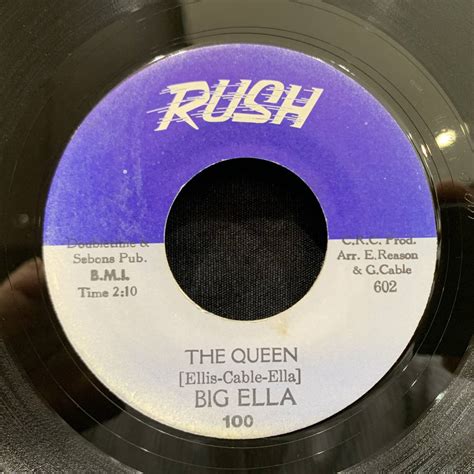 RUSH
Doubletime &
Sebons Pub.
B.M.I.
Time 2:10
C.R.C. Prod.
Arr. E.Reason
& G.Cable
602
THE QUEEN
[Ellis-Cable-Ella]
BIG ELLA
100